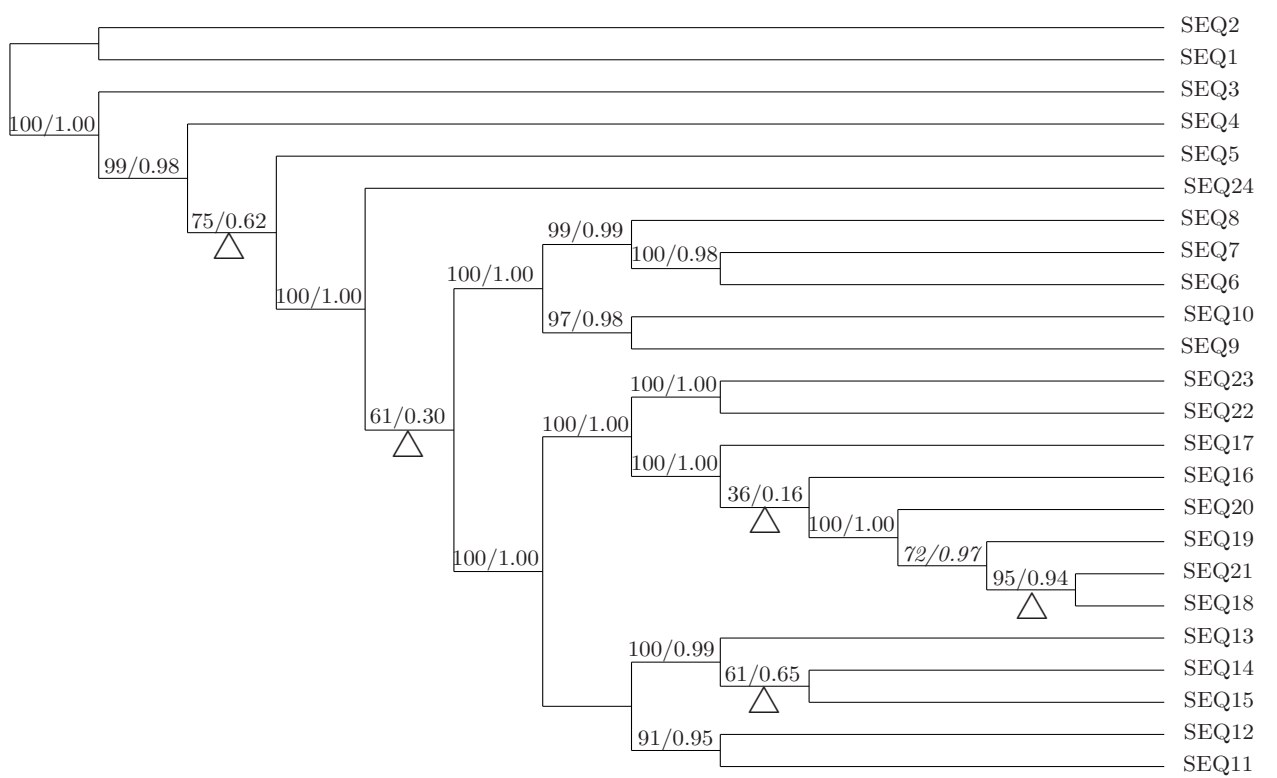 SEQ2
SEQ1
SEQ3
100/1.00
SEQ4
99/0.98
SEQ5
SEQ24
75/0.62
SEQ8
99/0.99
SEQ7
100/0.98
100/1.00
SEQ6
100/1.00
SEQ10
97/0.98
SEQ9
SEQ23
100/1.00
SEQ22
61/0.30
100/1.00
SEQ17
100/1.00
SEQ16
36/0.16
SEQ20
100/1.00
SEQ19
72/0.97
100/1.00
SEQ21
95/0.94
SEQ18
SEQ13
100/0.99
SEQ14
61/0.65
SEQ15
SEQ12
91/0.95
SEQ11